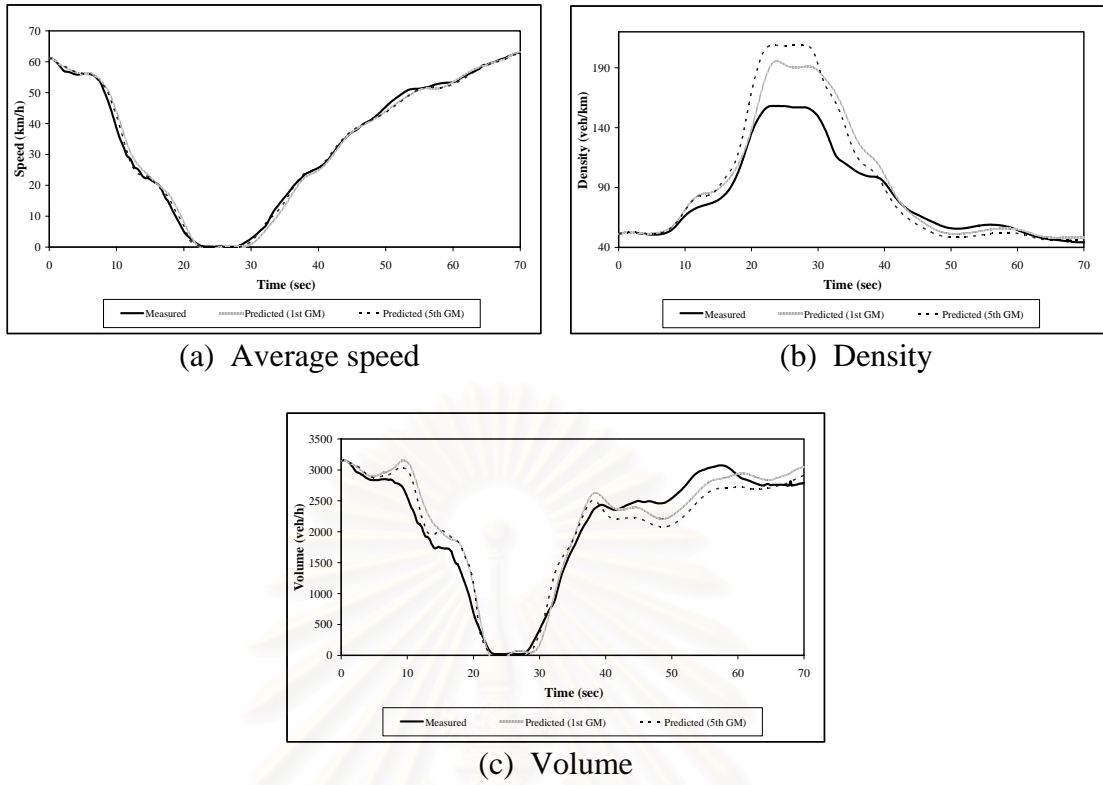 70
60
50
40
30
20
10
0
Speed (km/h)
0 10 20 30 40 50 60 70
Time (sec)
Measured Predicted (1st GM) Predicted (5th GM)
(a) Average speed
190
140
90
40
Density (veh/km)
0 10 20 30 40 50 60 70
Time (sec)
Measured Predicted (1st GM) Predicted (5th GM)
(b) Density
3500
3000
2500
2000
1500
1000
500
0
Volume (veh/h)
0 10 20 30 40 50 60 70
Time (sec)
Measured Predicted (1st GM) Predicted (5th GM)
(c) Volume